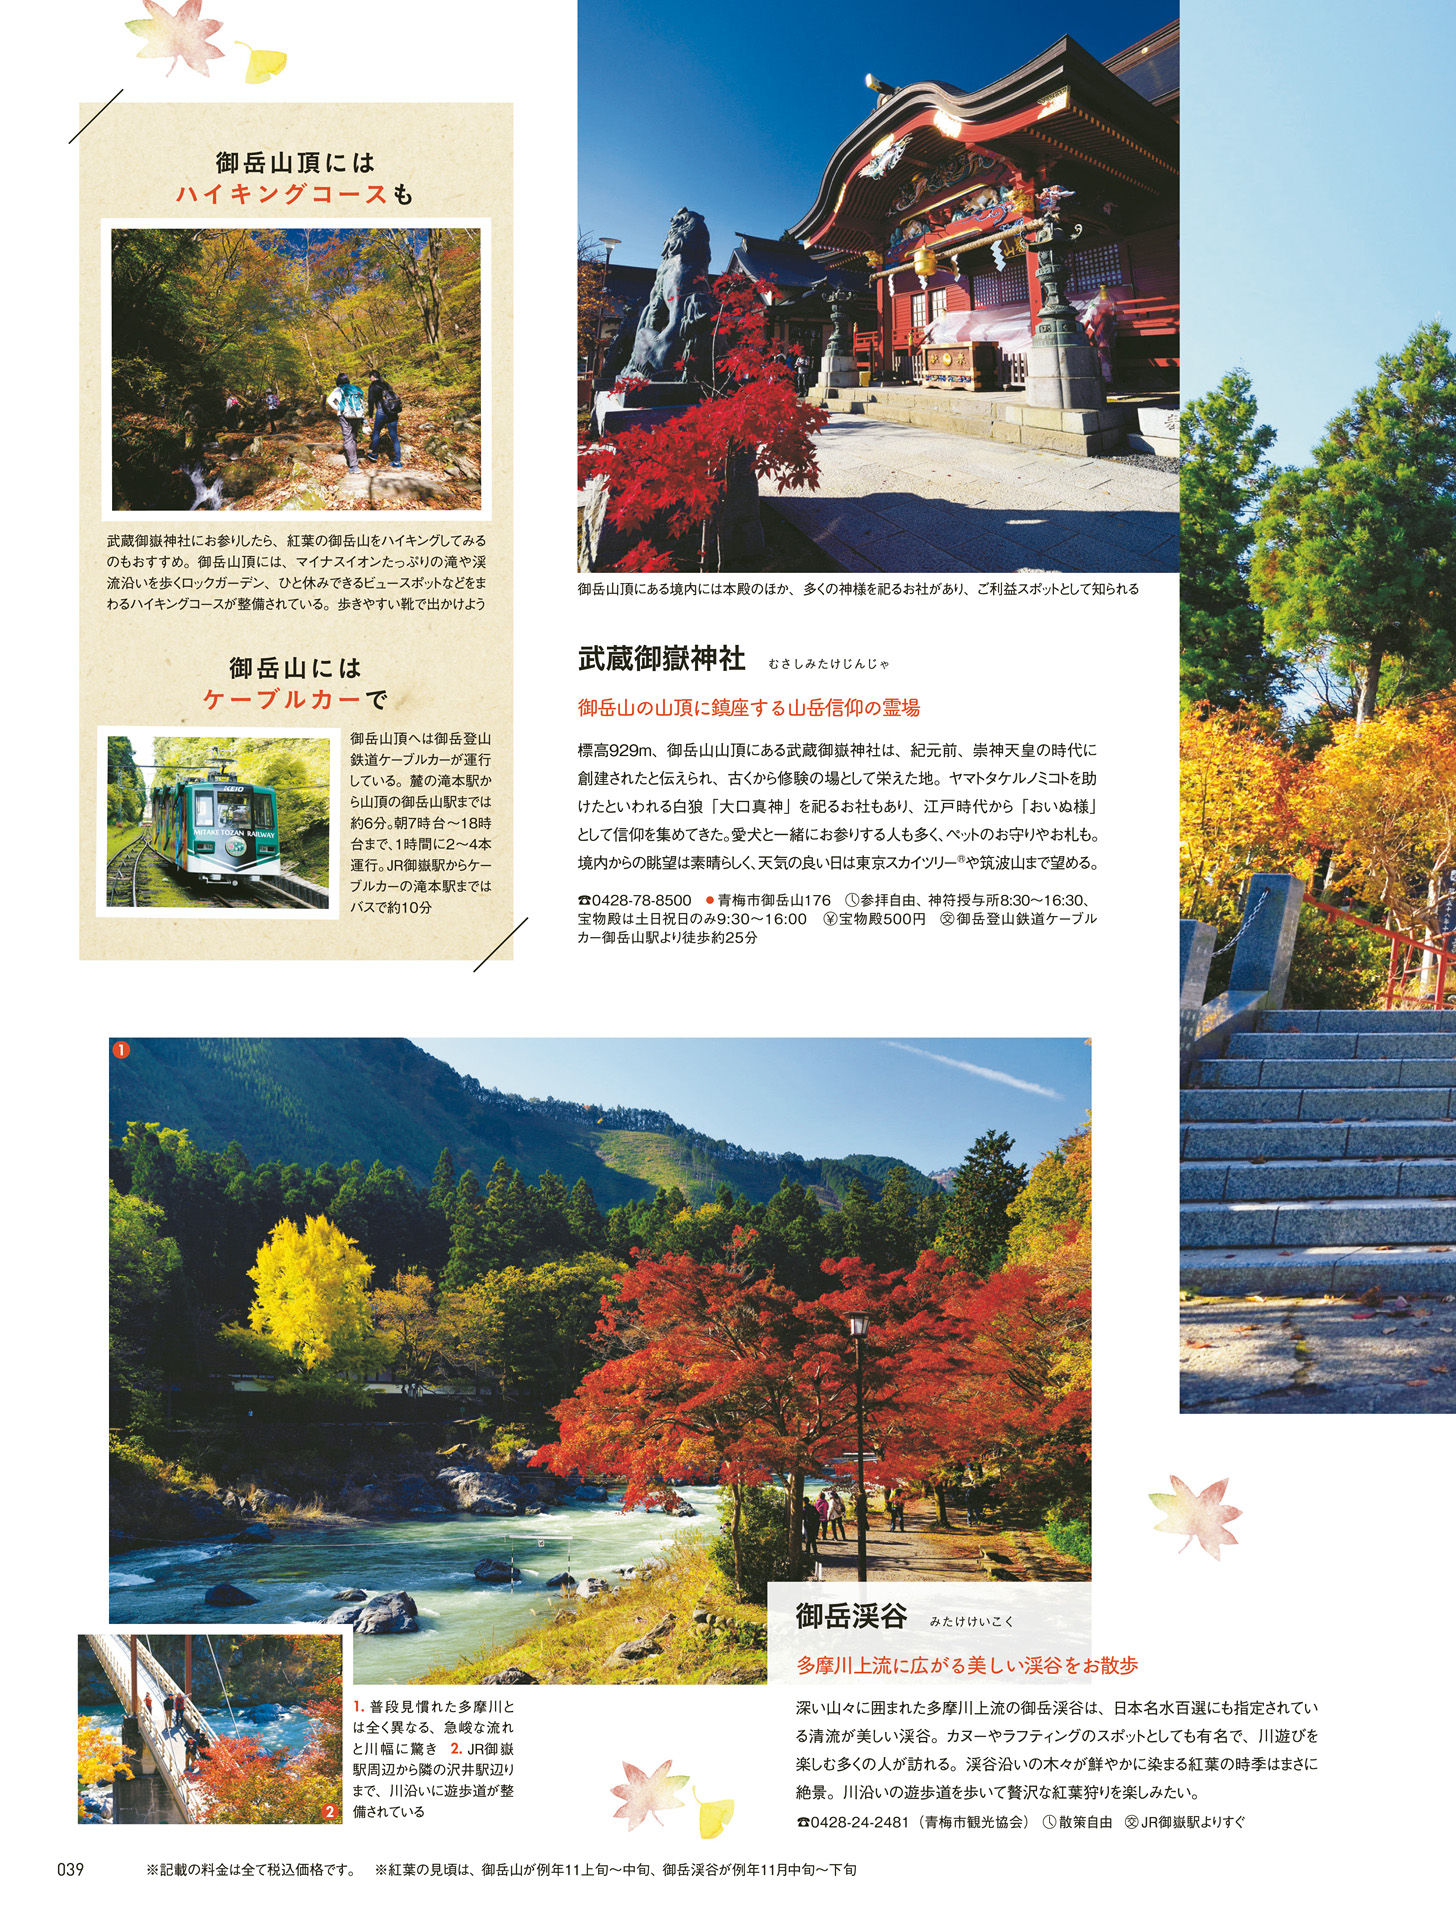 御岳山頂には
ハイキングコースも
武蔵御嶽神社にお参りしたら、紅葉の御岳山をハイキングしてみる
のもおすすめ。御岳山頂には、マイナスイオンたっぷりの滝や渓
流沿いを歩くロックガーデン、ひと休みできるビュースポットなどをま
わるハイキングコースが整備されている。歩きやすい靴で出かけよう
御岳山には
ケーブルカーで
KEIO
MITAKE TOZAN RAILWAY
御岳山頂へは御岳登山
鉄道ケーブルカーが運行
している。麓の滝本駅か
ら山頂の御岳山駅までは
約6分。朝7時台〜18時
台まで、1時間に2〜4本
運行。JR御嶽駅からケー
ブルカーの滝本駅までは
バスで約10分
御岳山頂にある境内には本殿のほか、多くの神様を祀るお社があり、ご利益スポットとして知られる
武蔵御嶽神社 むさしみたけじんじゃ
御岳山の山頂に鎮座する山岳信仰の霊場
標高929m、御岳山山頂にある武蔵御嶽神社は、紀元前、崇神天皇の時代に
創建されたと伝えられ、古くから修験の場として栄えた地。ヤマトタケルノミコトを助
けたといわれる白狼「大口真神」を祀るお社もあり、江戸時代から「おいぬ様」
として信仰を集めてきた。愛犬と一緒にお参りする人も多く、ペットのお守りやお札も。
境内からの眺望は素晴らしく、天気の良い日は東京スカイツリー®や筑波山まで望める。
☎0428-78-8500 ●青梅市御岳山176 🕒参拝自由、神符授与所8:30〜16:30、
宝物殿は土日祝日のみ9:30〜16:00 ¥宝物殿500円 交御岳登山鉄道ケーブル
カー御岳山駅より徒歩約25分
1
御岳渓谷 みたけけいこく
多摩川上流に広がる美しい渓谷をお散歩
深い山々に囲まれた多摩川上流の御岳渓谷は、日本名水百選にも指定されてい
る清流が美しい渓谷。カヌーやラフティングのスポットとしても有名で、川遊びを
楽しむ多くの人が訪れる。渓谷沿いの木々が鮮やかに染まる紅葉の時季はまさに
絶景。川沿いの遊歩道を歩いて贅沢な紅葉狩りを楽しみたい。
☎0428-24-2481（青梅市観光協会） 🕒散策自由 交JR御嶽駅よりすぐ
2
1. 普段見慣れた多摩川と
は全く異なる、急峻な流れ
と川幅に驚き 2. JR御嶽
駅周辺から隣の沢井駅辺り
まで、川沿いに遊歩道が整
備されている
039
※記載の料金は全て税込価格です。 ※紅葉の見頃は、御岳山が例年11上旬〜中旬、御岳渓谷が例年11月中旬〜下旬